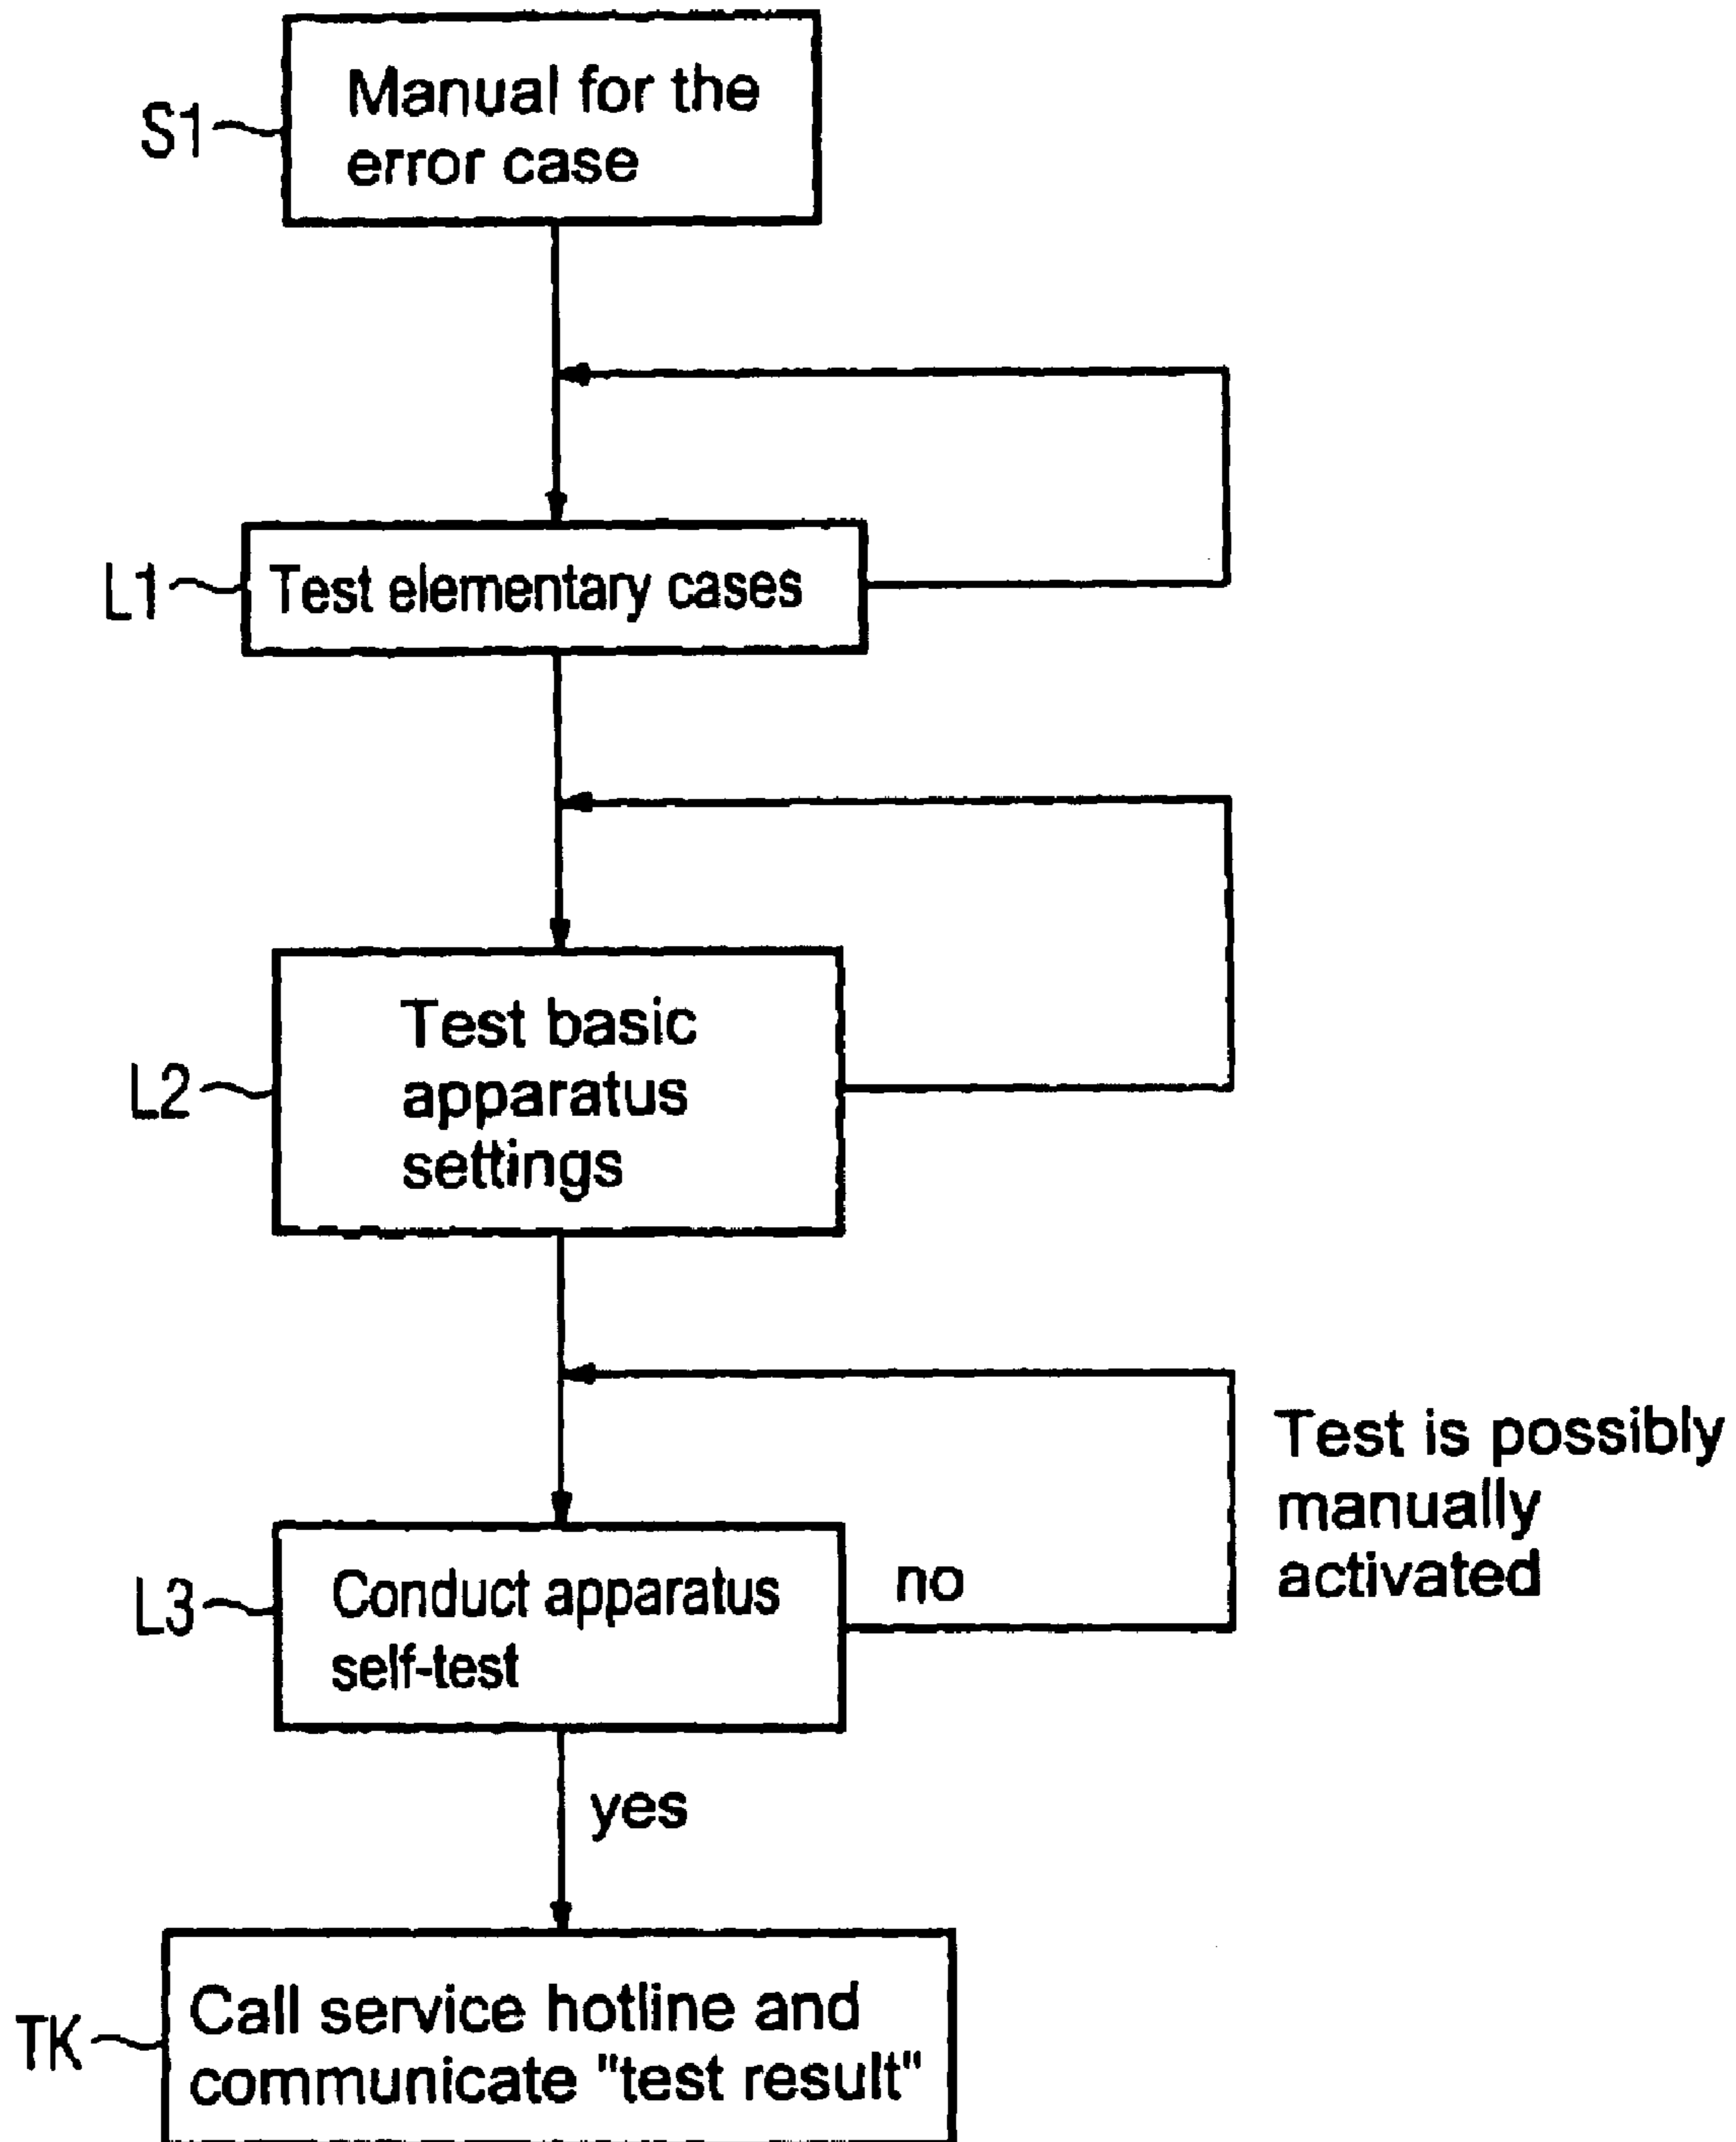 Manual for the
error case
S1
Test elementary cases
L1
Test basic
apparatus
settings
L2
Test is possibly
manually
activated
Conduct apparatus
self-test
no
L3
yes
Call service hotline and
communicate "test result"
TK